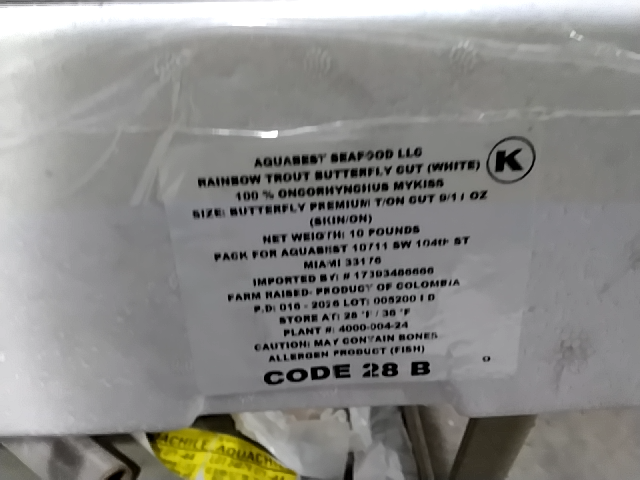 AQUABEST SEAFOOD LLC
K
RAINBOW TROUT BUTTERFLY CUT (WHITE)
100 % ONCORHYNCHUS MYKISS
SIZE: BUTTERFLY PREMIUM T/ON CUT 9/11 OZ
(SKIN/ON)
NET WEIGTH: 10 POUNDS
PACK FOR AQUABEST 10711 SW 104th ST
MIAMI 33176
IMPORTED BY: # 17393486666
FARM RAISED- PRODUCT OF COLOMBIA
P.D: 016 - 2026 LOT:
STORE AT: 28 °F / 38 °F
PLANT #: 4000-004-24
CAUTION: MAY CONTAIN BONES
ALLERGEN PRODUCT (FISH)
CODE 28 B